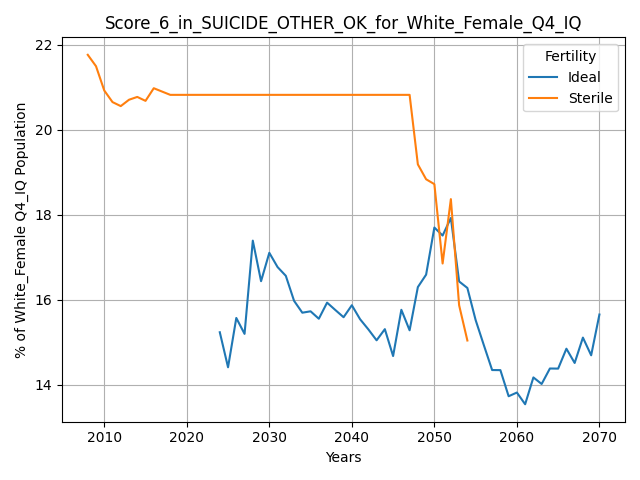 Score_6_in_SUICIDE_OTHER_OK_for_White_Female_Q4_IQ
22
20
18
16
14
% of White_Female Q4_IQ Population
Fertility
Ideal
Sterile
2010 2020 2030 2040 2050 2060 2070
Years